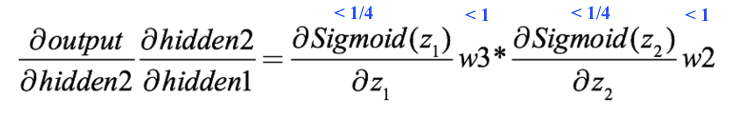 < 1/4 < 1 < 1/4 < 1
∂output/∂hidden2 ∂hidden2/∂hidden1 = ∂Sigmoid(z₁)/∂z₁ w3* ∂Sigmoid(z₂)/∂z₂ w2